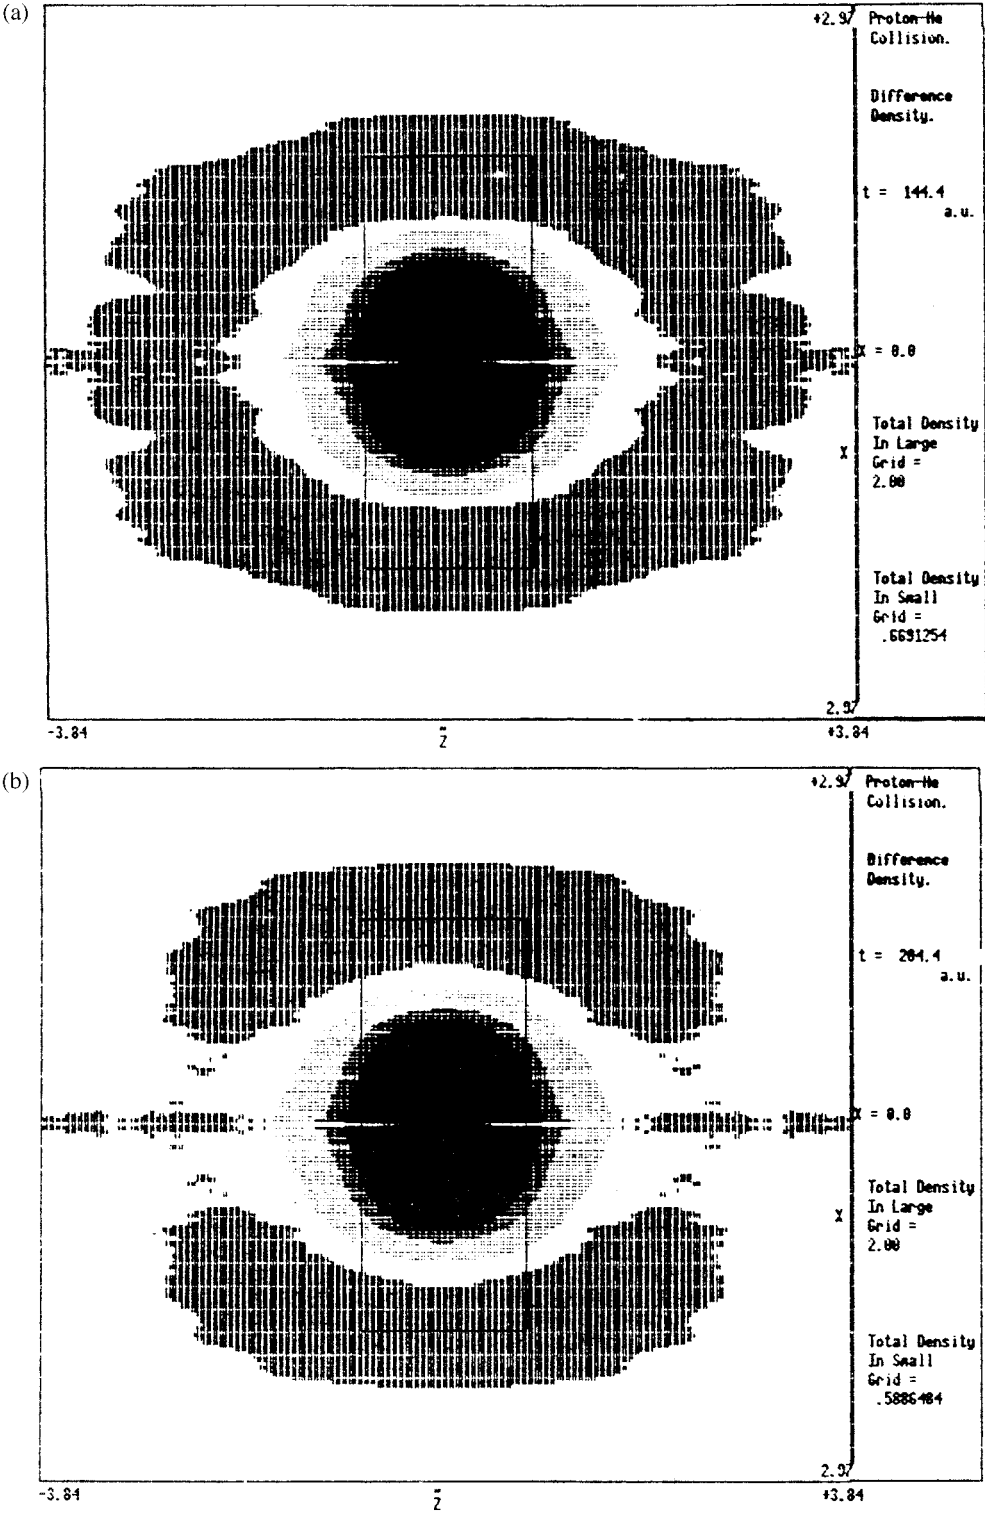 (a)
+2.97
Proton-He
Collision.
Difference
Density.
t = 144.4
a.u.
X = 0.0
Total Density
In Large
Grid =
2.00
X
Total Density
In Small
Grid =
.6691254
2.97
-3.84
Z
+3.84
(b)
+2.97
Proton-He
Collision.
Difference
Density.
t = 204.4
a.u.
X = 0.0
Total Density
In Large
Grid =
2.00
X
Total Density
In Small
Grid =
.5886484
2.97
-3.84
Z
+3.84